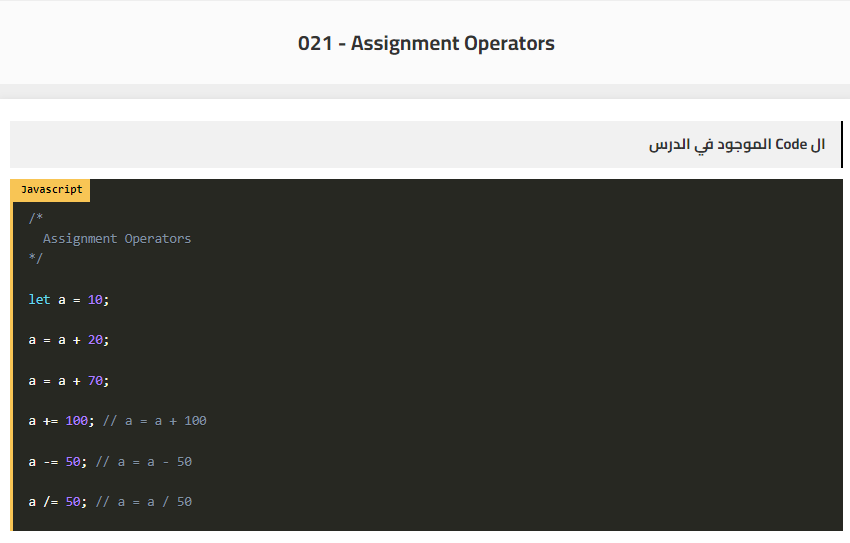 021 - Assignment Operators
ال Code الموجود في الدرس
Javascript
/*
  Assignment Operators
*/
let a = 10;
a = a + 20;
a = a + 70;
a += 100; // a = a + 100
a -= 50; // a = a - 50
a /= 50; // a = a / 50